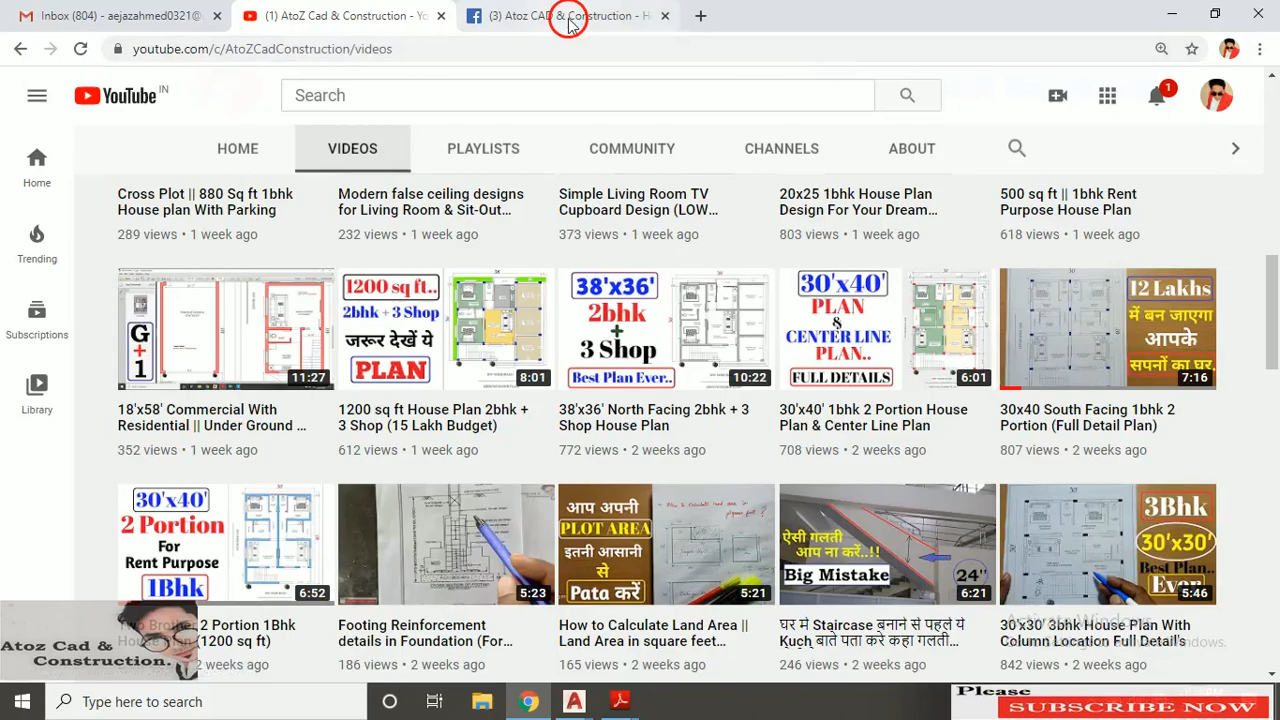 Inbox (804) - aejazahmed0321@
(1) AtoZ Cad & Construction - Yo
(3) Atoz CAD & Construction - H
youtube.com/c/AtoZCadConstruction/videos
YouTube IN
Search
1
HOME
VIDEOS
PLAYLISTS
COMMUNITY
CHANNELS
ABOUT
Home
Trending
Subscriptions
Library
Cross Plot || 880 Sq ft 1bhk
House plan With Parking
289 views • 1 week ago
Modern false ceiling designs
for Living Room & Sit-Out...
232 views • 1 week ago
Simple Living Room TV
Cupboard Design (LOW...
373 views • 1 week ago
20x25 1bhk House Plan
Design For Your Dream...
803 views • 1 week ago
500 sq ft || 1bhk Rent
Purpose House Plan
618 views • 1 week ago
G
+
1
11:27
1200 sq ft..
2bhk + 3 Shop
जरूर देखें ये
PLAN
8:01
38'x36'
2bhk
+
3 Shop
Best Plan Ever..
10:22
30'x40'
PLAN
&
CENTER LINE
PLAN..
FULL DETAILS
6:01
12 Lakhs
में बन जाएगा
आपके
सपनों का घर
7:16
18'x58' Commercial With
Residential || Under Ground ...
352 views • 1 week ago
1200 sq ft House Plan 2bhk +
3 Shop (15 Lakh Budget)
612 views • 1 week ago
38'x36' North Facing 2bhk + 3
Shop House Plan
772 views • 2 weeks ago
30'x40' 1bhk 2 Portion House
Plan & Center Line Plan
708 views • 2 weeks ago
30x40 South Facing 1bhk 2
Portion (Full Detail Plan)
807 views • 2 weeks ago
30'x40'
2 Portion
For
Rent Purpose
1Bhk
6:52
5:23
आप अपनी
PLOT AREA
इतनी आसानी
से
Pata करें
5:21
ऐसी गलती
आप ना करें..!!
Big Mistake
24"
6:21
3Bhk
30'x30'
Best Plan..
Ever
5:46
2 Portion 1Bhk
(1200 sq ft)
2 weeks ago
Footing Reinforcement
details in Foundation (For...
186 views • 2 weeks ago
How to Calculate Land Area ||
Land Area in square feet...
165 views • 2 weeks ago
घर में Staircase बनाने से पहले ये
Kuch बाते पता करे कहा गलती...
246 views • 2 weeks ago
30'x30' 3bhk House Plan With
Column Location Full Detail's
842 views • 2 weeks ago
Activate Windows
Atoz Cad &
Construction.
Type here to search
Please
SUBSCRIBE NOW